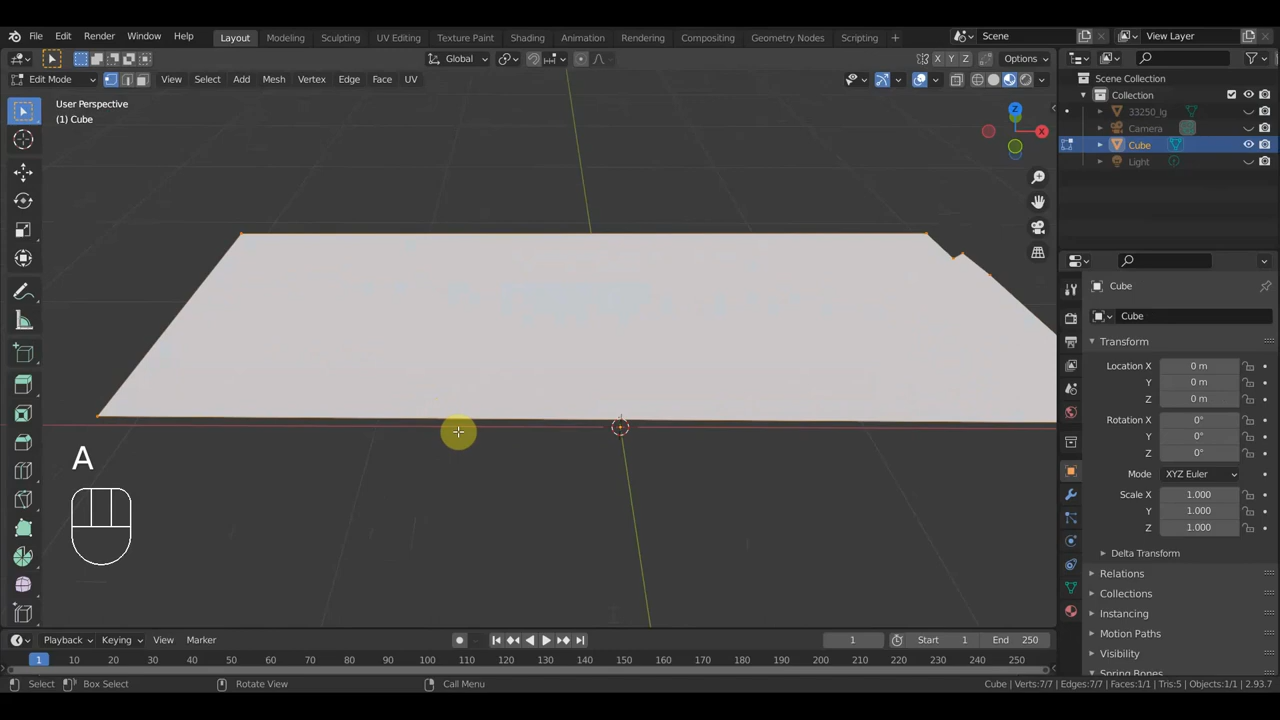 File Edit Render Window Help Layout Modeling Sculpting UV Editing Texture Paint Shading Animation Rendering Compositing Geometry Nodes Scripting + Scene View Layer
Global X Y Z Options
Edit Mode View Select Add Mesh Vertex Edge Face UV
User Perspective
(1) Cube
Z
X
A
Scene Collection
Collection
33250_lg
Camera
Cube
Light
Cube
Cube
Transform
Location X 0 m
Y 0 m
Z 0 m
Rotation X 0°
Y 0°
Z 0°
Mode XYZ Euler
Scale X 1.000
Y 1.000
Z 1.000
Delta Transform
Relations
Collections
Instancing
Motion Paths
Visibility
Spring Bones
Playback Keying View Marker 1 Start 1 End 250
1 10 20 30 40 50 60 70 80 90 100 110 120 130 140 150 160 170 180 190 200 210 220 230 240 250
Select Box Select Rotate View Call Menu Cube | Verts:7/7 | Edges:7/7 | Faces:1/1 | Tris:5 | Objects:1/1 | 2.93.7